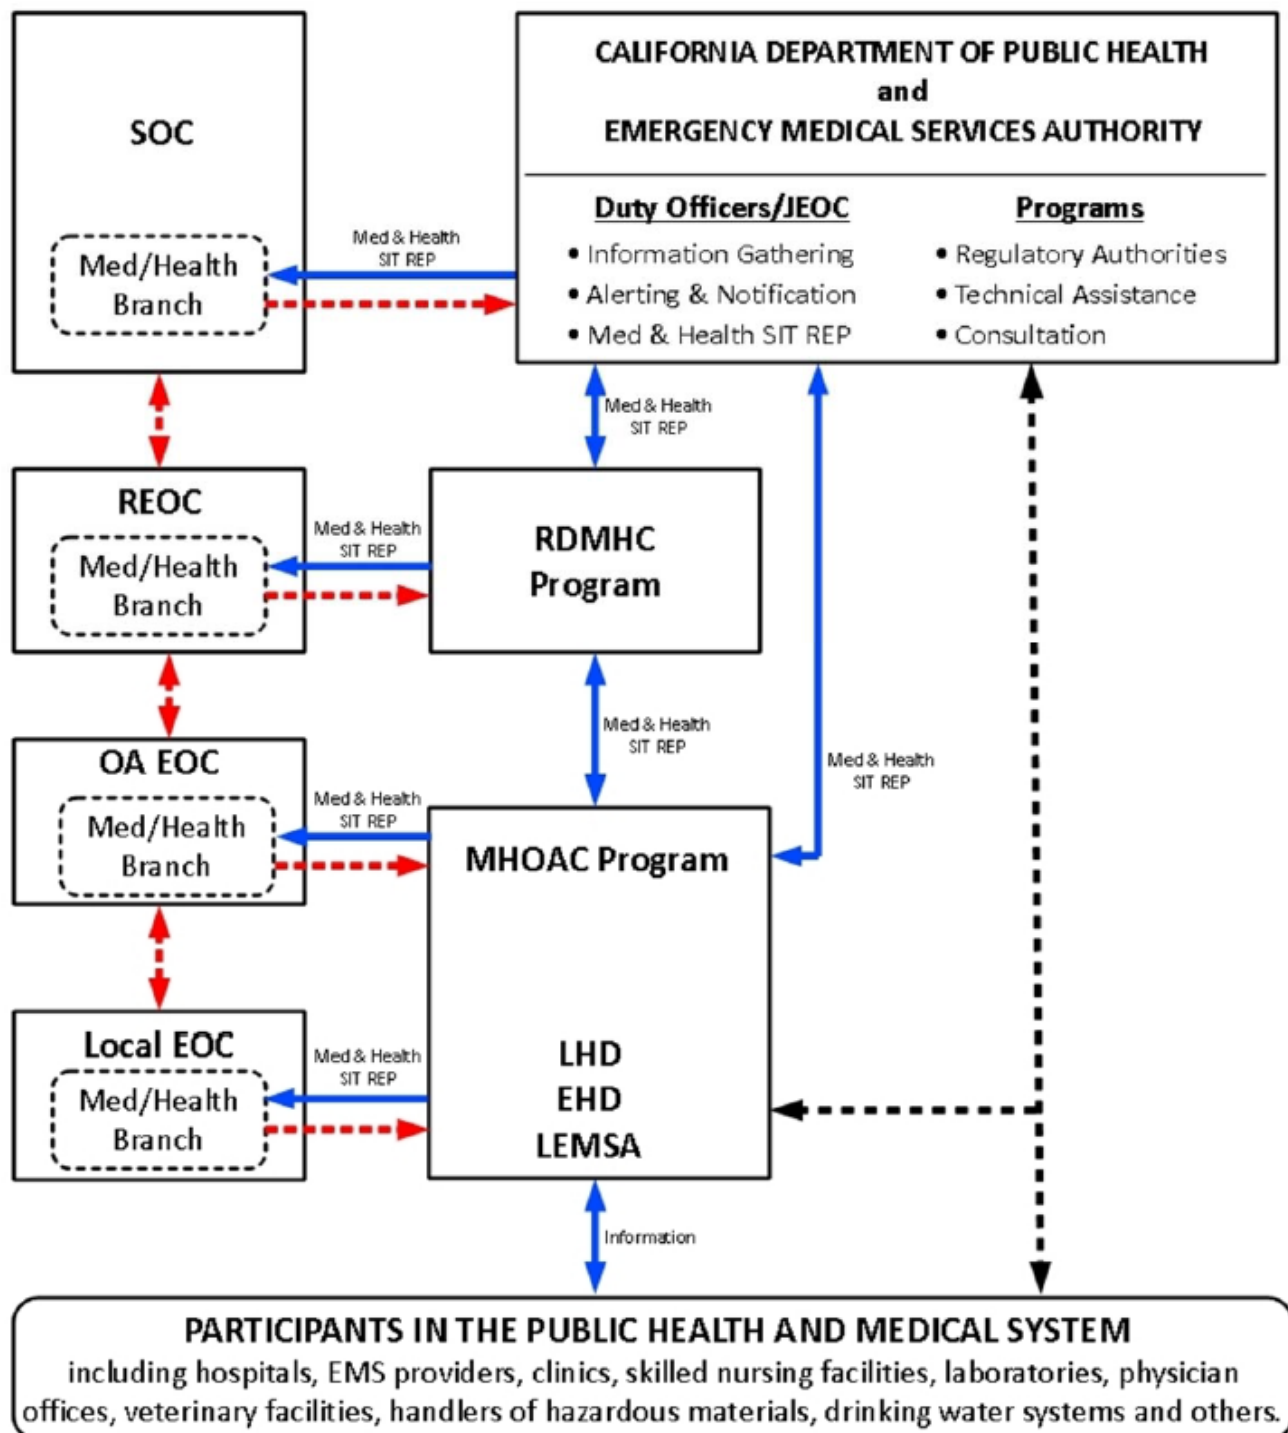 SOC
Med/Health
Branch
Med & Health
SIT REP
CALIFORNIA DEPARTMENT OF PUBLIC HEALTH
and
EMERGENCY MEDICAL SERVICES AUTHORITY
Duty Officers/JEOC
• Information Gathering
• Alerting & Notification
• Med & Health SIT REP
Programs
• Regulatory Authorities
• Technical Assistance
• Consultation
Med & Health
SIT REP
REOC
Med/Health
Branch
Med & Health
SIT REP
RDMHC
Program
Med & Health
SIT REP
Med & Health
SIT REP
OA EOC
Med/Health
Branch
Med & Health
SIT REP
MHOAC Program
LHD
EHD
LEMSA
Local EOC
Med/Health
Branch
Med & Health
SIT REP
Information
PARTICIPANTS IN THE PUBLIC HEALTH AND MEDICAL SYSTEM
including hospitals, EMS providers, clinics, skilled nursing facilities, laboratories, physician
offices, veterinary facilities, handlers of hazardous materials, drinking water systems and others.